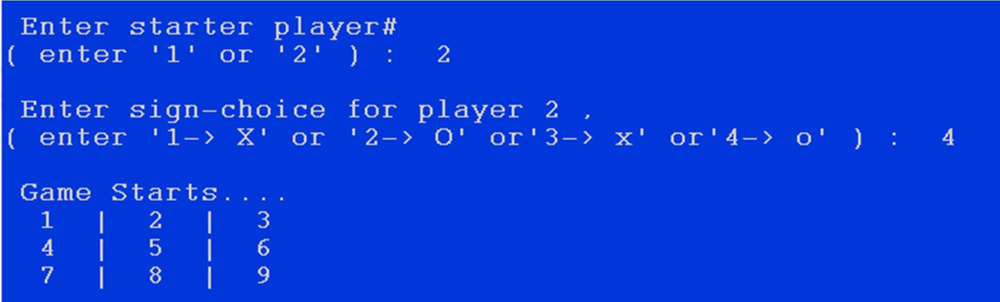 Enter starter player#
( enter '1' or '2' ) : 2
Enter sign-choice for player 2 ,
( enter '1-> X' or '2-> O' or'3-> x' or'4-> o' ) : 4
Game Starts....
1 | 2 | 3
4 | 5 | 6
7 | 8 | 9